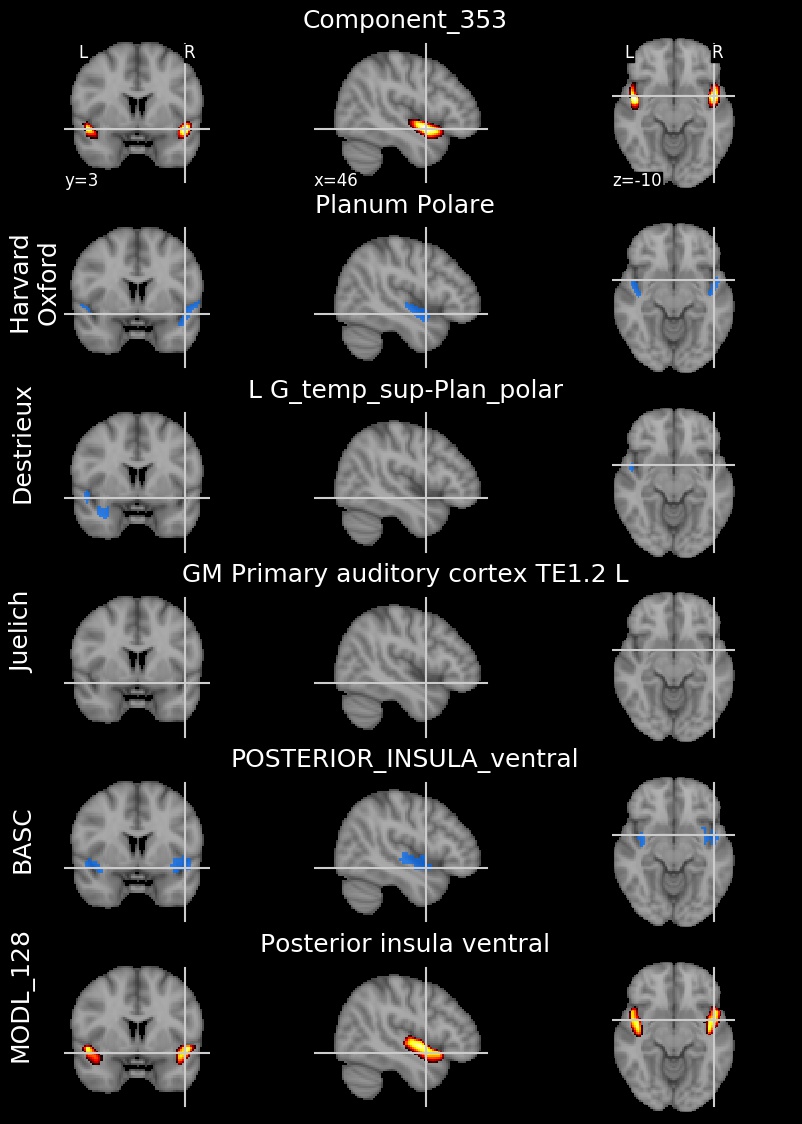 Component_353
L R
L R
y=3
x=46
z=-10
Planum Polare
Harvard
Oxford
L G_temp_sup-Plan_polar
Destrieux
GM Primary auditory cortex TE1.2 L
Juelich
POSTERIOR_INSULA_ventral
BASC
Posterior insula ventral
MODL_128